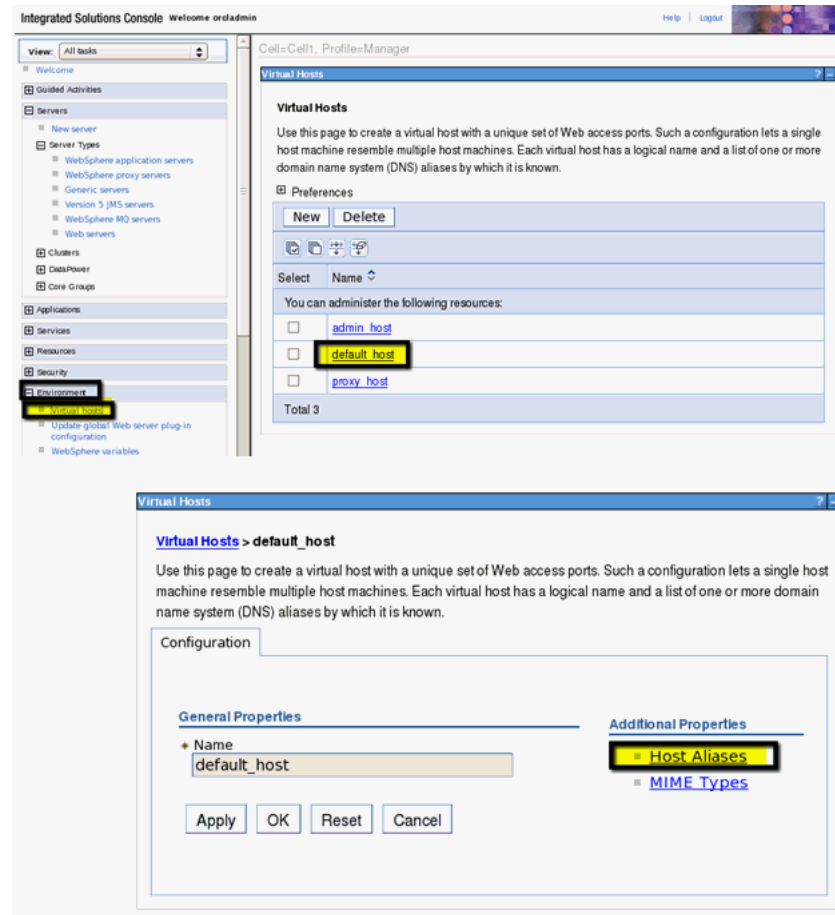 Integrated Solutions Console Welcome orcladmin
Help | Logout
View: All tasks
Welcome
Guided Activities
Servers
New server
Server Types
WebSphere application servers
WebSphere proxy servers
Generic servers
Version 5 JMS servers
WebSphere MQ servers
Web servers
Clusters
DataPower
Core Groups
Applications
Services
Resources
Security
Environment
Virtual hosts
Update global Web server plug-in
configuration
WebSphere variables
Cell=Cell1, Profile=Manager
Virtual Hosts
? –
Virtual Hosts
Use this page to create a virtual host with a unique set of Web access ports. Such a configuration lets a single
host machine resemble multiple host machines. Each virtual host has a logical name and a list of one or more
domain name system (DNS) aliases by which it is known.
Preferences
New Delete
Select Name
You can administer the following resources:
admin_host
default_host
proxy_host
Total 3
Virtual Hosts
? –
Virtual Hosts > default_host
Use this page to create a virtual host with a unique set of Web access ports. Such a configuration lets a single host
machine resemble multiple host machines. Each virtual host has a logical name and a list of one or more domain
name system (DNS) aliases by which it is known.
Configuration
General Properties
Name
default_host
Apply OK Reset Cancel
Additional Properties
Host Aliases
MIME Types